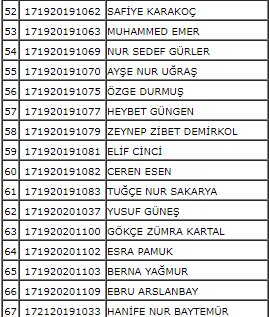 52 171920191062 SAFİYE KARAKOÇ
53 171920191063 MUHAMMED EMER
54 171920191069 NUR SEDEF GÜRLER
55 171920191070 AYŞE NUR UĞRAŞ
56 171920191076 ÖZGE DURMUŞ
57 171920191077 HEYBET GÜNGEN
58 171920191079 ZEYNEP ZİBET DEMİRKOL
59 171920191081 ELİF CİNCİ
60 171920191082 CEREN ESEN
61 171920191083 TUĞÇE NUR SAKARYA
62 171920201037 YUSUF GÜNEŞ
63 171920201100 GÖKÇE ZÜMRA KARTAL
64 171920201102 ESRA PAMUK
65 171920201103 BERNA YAĞMUR
66 171920201109 EBRU ARSLANBAY
67 172120191033 HANİFE NUR BAYTEMÜR